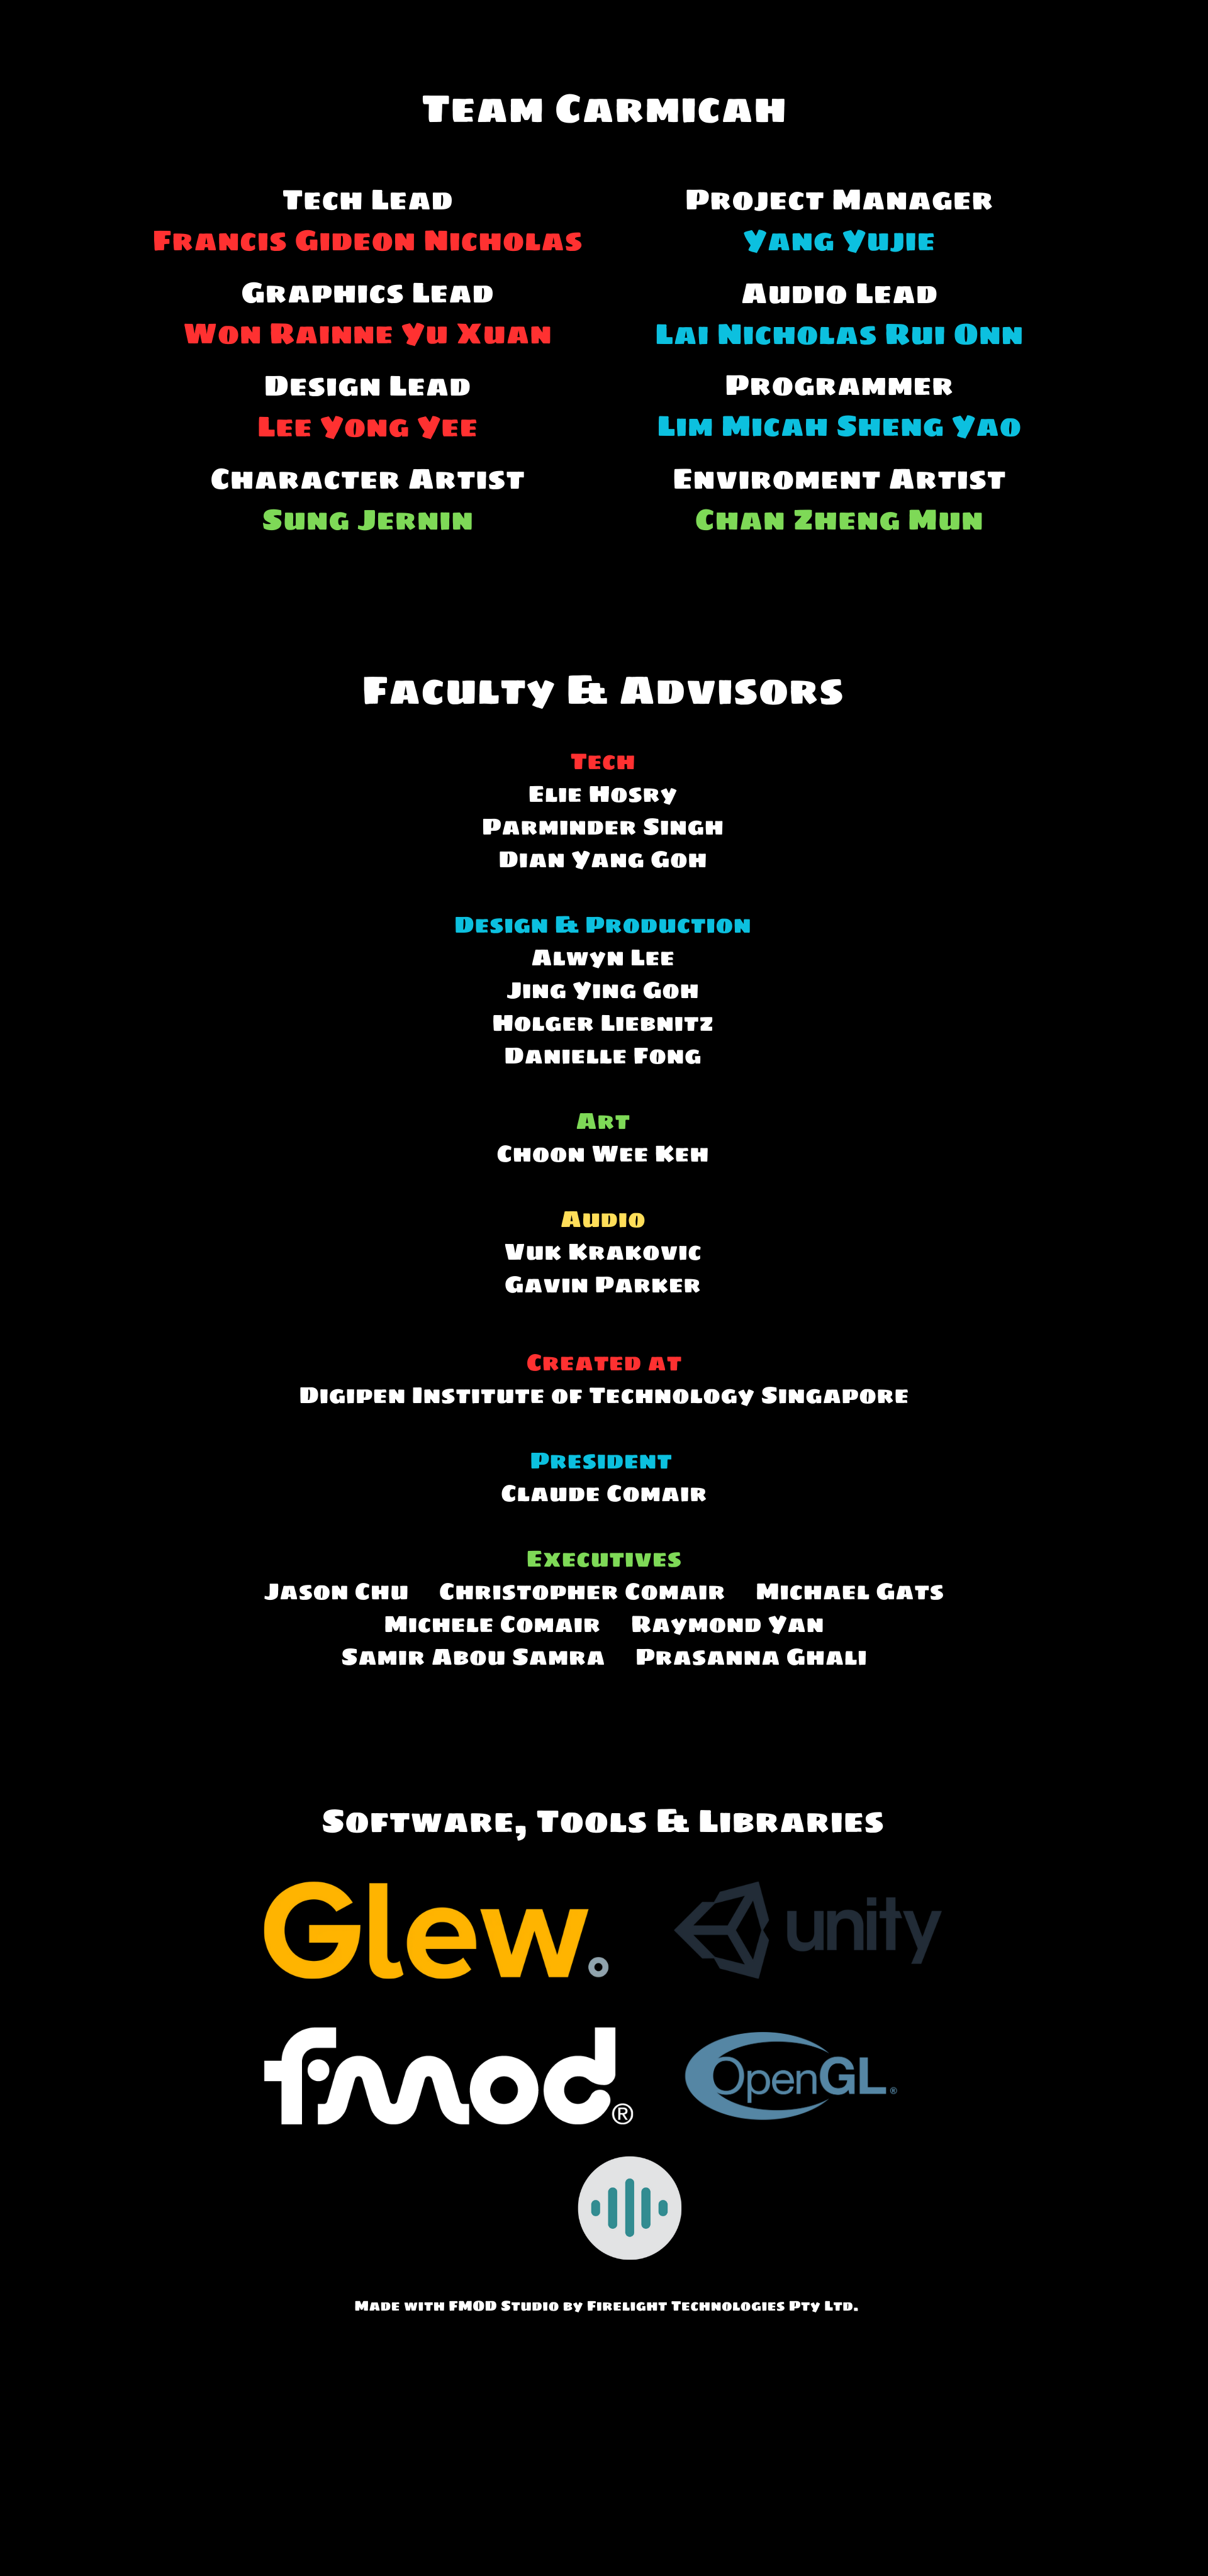 Team Carmicah
Tech Lead
Francis Gideon Nicholas
Graphics Lead
Won Rainne Yu Xuan
Design Lead
Lee Yong Yee
Character Artist
Sung Jernin
Project Manager
Yang Yujie
Audio Lead
Lai Nicholas Rui Onn
Programmer
Lim Micah Sheng Yao
Enviroment Artist
Chan Zheng Mun
Faculty & Advisors
Tech
Elie Hosry
Parminder Singh
Dian Yang Goh
Design & Production
Alwyn Lee
Jing Ying Goh
Holger Liebnitz
Danielle Fong
Art
Choon Wee Keh
Audio
Vuk Krakovic
Gavin Parker
Created at
Digipen Institute of Technology Singapore
President
Claude Comair
Executives
Jason Chu Christopher Comair Michael Gats
Michele Comair Raymond Yan
Samir Abou Samra Prasanna Ghali
Software, Tools & Libraries
Glew.
unity
fmod®
OpenGL®
Made with FMOD Studio by Firelight Technologies Pty Ltd.